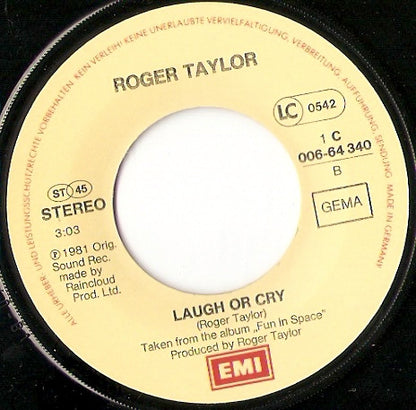 ALLE URHEBER- UND LEISTUNGSSCHUTZRECHTE VORBEHALTEN · KEIN VERLEIH! KEINE UNERLAUBTE VERVIELFÄLTIGUNG, VERMIETUNG, AUFFÜHRUNG, SENDUNG
MADE IN GERMANY
ROGER TAYLOR
LC 0542
1 C
006-64 340
B
GEMA
ST 45
STEREO
3:03
Ⓟ 1981 Orig.
Sound Rec.
made by
Raincloud
Prod. Ltd.
LAUGH OR CRY
(Roger Taylor)
Taken from the album „Fun In Space"
Produced by Roger Taylor
EMI